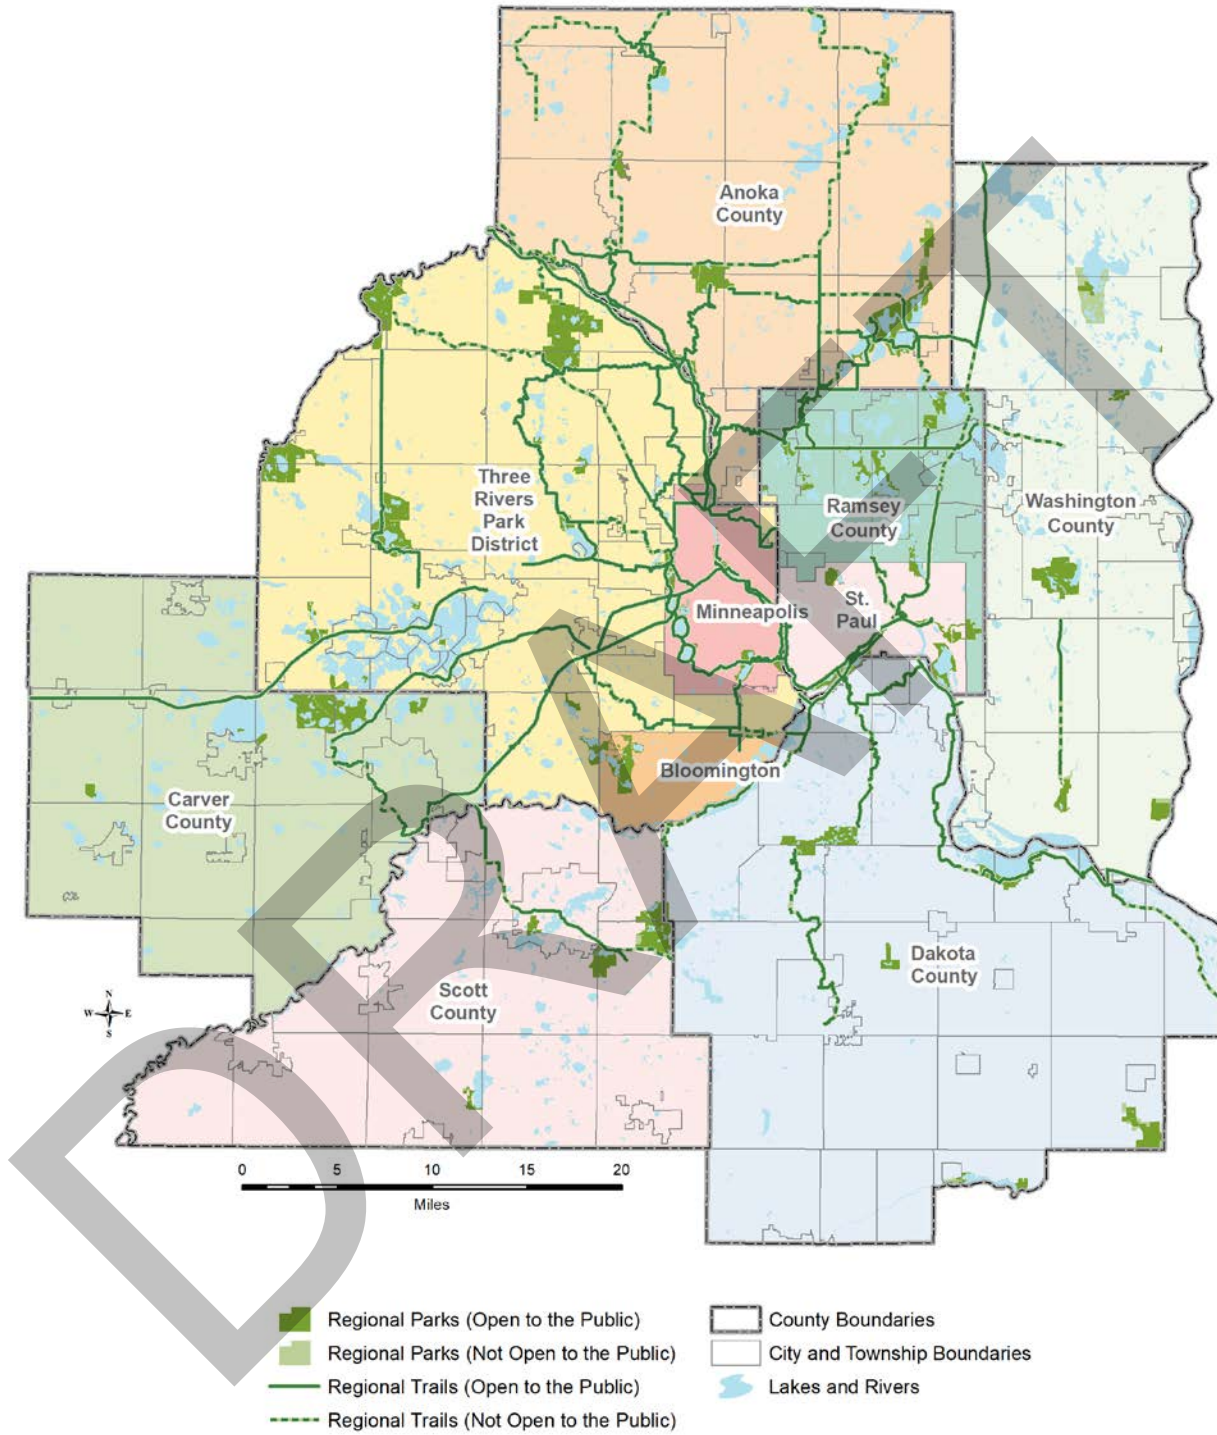 Anoka
County
Three
Rivers
Park
District
Ramsey
County
Washington
County
Minneapolis
St.
Paul
Bloomington
Carver
County
Dakota
County
Scott
County
N
W E
S
0 5 10 15 20
Miles
DRAFT
Regional Parks (Open to the Public)
Regional Parks (Not Open to the Public)
Regional Trails (Open to the Public)
Regional Trails (Not Open to the Public)
County Boundaries
City and Township Boundaries
Lakes and Rivers